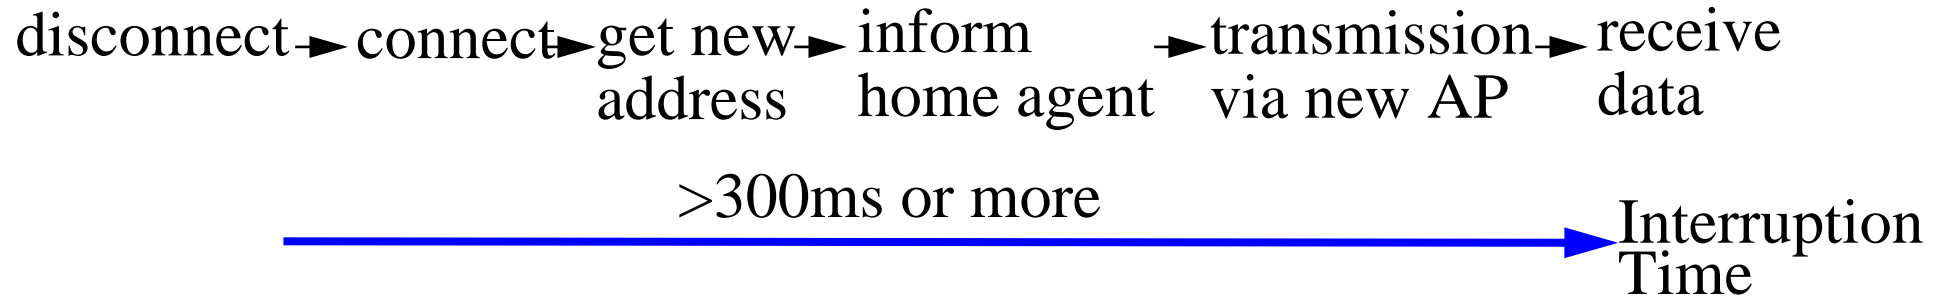 disconnect connect get new inform transmission receive
address home agent via new AP data
>300ms or more
Interruption
Time